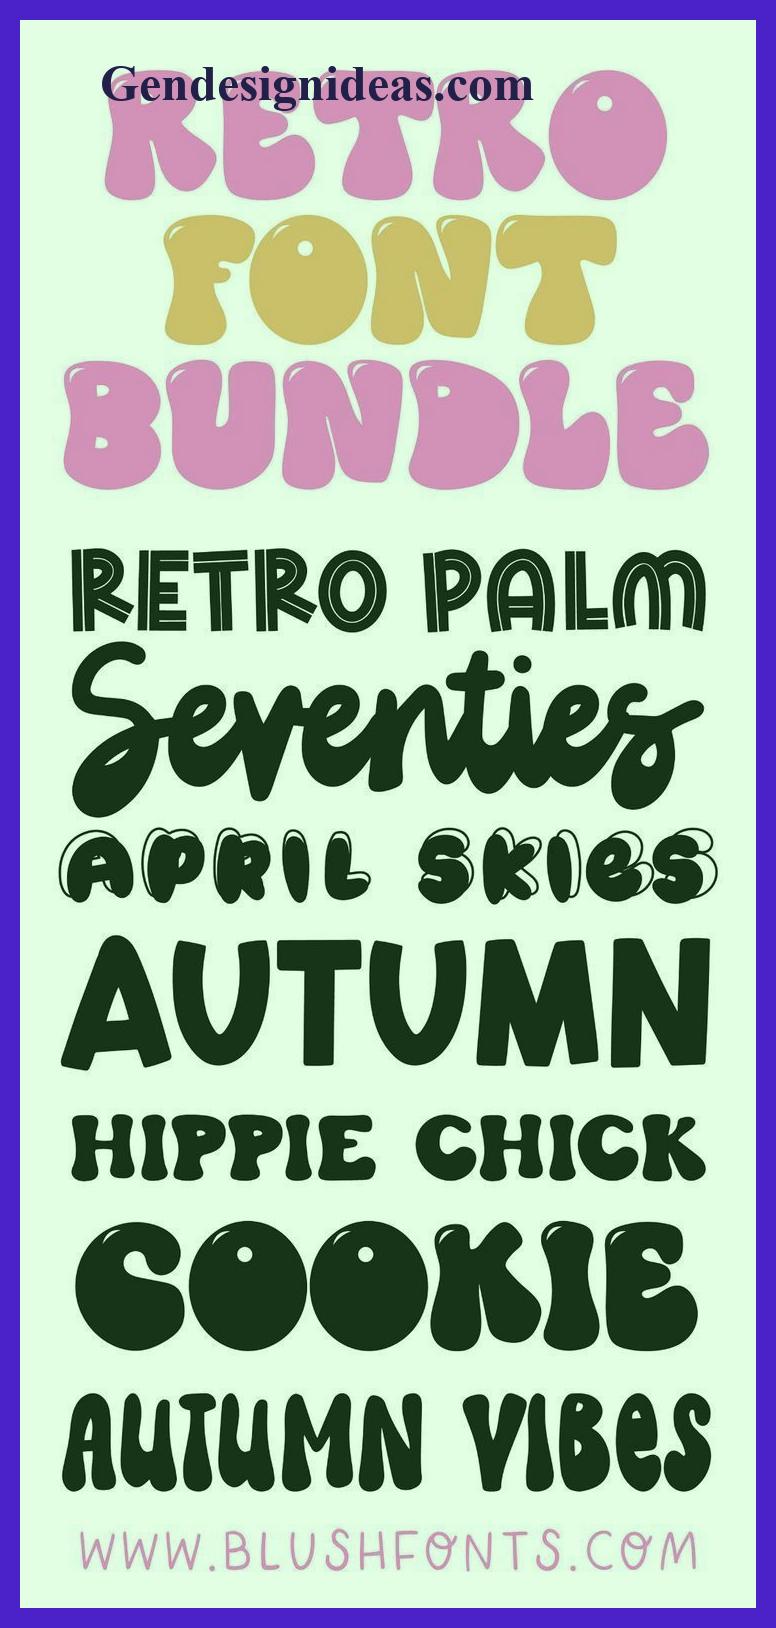 Gendesignideas.com
RETRO
FONT
BUNDLE
RETRO PALM
Seventies
APRIL SKIeS
AUTUMN
HIPPIE CHICK
COOKIE
AUTUMN VIBeS
WWW.BLUSHFONTS.COM